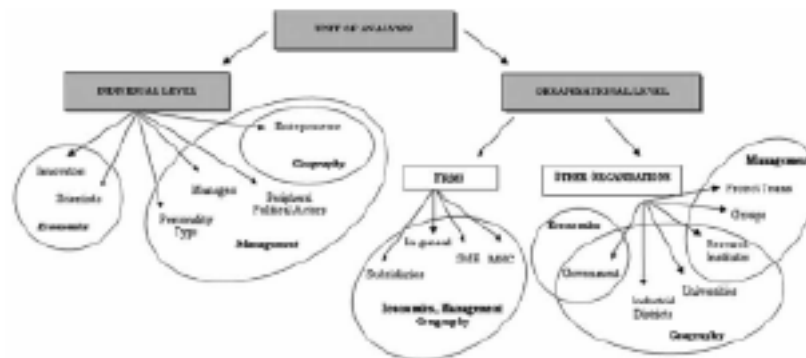 UNIT OF ANALYSIS
INDIVIDUAL LEVEL
ORGANISATIONAL LEVEL
Entrepreneur
Geography
Innovation
Scientists
Economics
Managers
Personality
Type
Peripheral
Political Actors
Management
FIRMS
In general
Subsidiaries
SME
MNC
Economics, Management
Geography
OTHER ORGANISATIONS
Management
Project Teams
Groups
Research
Institutes
Economics
Government
Universities
Industrial
Districts
Geography